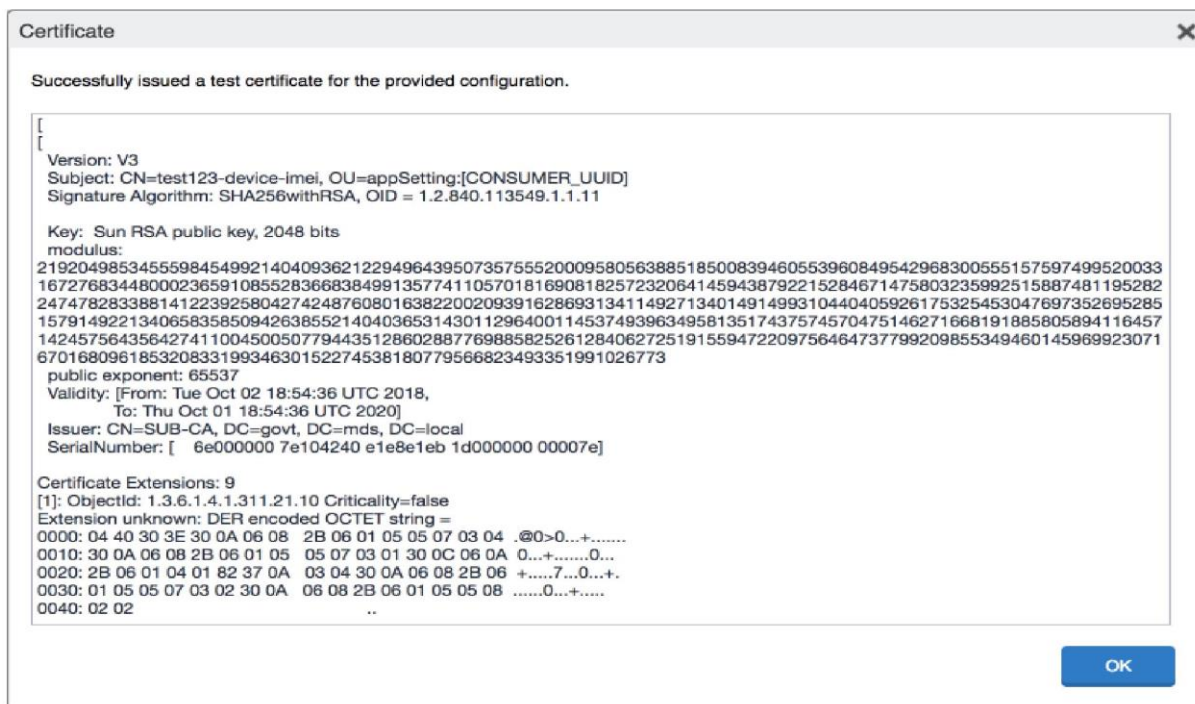 Certificate
Successfully issued a test certificate for the provided configuration.
[
[
Version: V3
Subject: CN=test123-device-imei, OU=appSetting:[CONSUMER_UUID]
Signature Algorithm: SHA256withRSA, OID = 1.2.840.113549.1.1.11
Key: Sun RSA public key, 2048 bits
modulus:
219204985345559845499214040936212294964395073575552000958056388518500839460553960849542968300555157597499520033
167276834480002365910855283668384991357741105701816908182572320641459438792215284671475803235992515887481195282
247478283388141223925804274248760801638220020939162869313411492713401491499310440405926175325453047697352695285
157914922134065835850942638552140403653143011296400114537493963495813517437574570475146271668191885805894116457
142457564356427411004500507794435128602887769885825261284062725191559472209756464737799209855349460145969923071
670168096185320833199346301522745381807795668234933519910 26773
public exponent: 65537
Validity: [From: Tue Oct 02 18:54:36 UTC 2018,
To: Thu Oct 01 18:54:36 UTC 2020]
Issuer: CN=SUB-CA, DC=govt, DC=mds, DC=local
SerialNumber: [ 6e000000 7e104240 e1e8e1eb 1d000000 00007e]
Certificate Extensions: 9
[1]: ObjectId: 1.3.6.1.4.1.311.21.10 Criticality=false
Extension unknown: DER encoded OCTET string =
0000: 04 40 30 3E 30 0A 06 08 2B 06 01 05 05 07 03 04 .@0>0...+.......
0010: 30 0A 06 08 2B 06 01 05 05 07 03 01 30 0C 06 0A 0...+.......0...
0020: 2B 06 01 04 01 82 37 0A 03 04 30 0A 06 08 2B 06 +.....7...0...+.
0030: 01 05 05 07 03 02 30 0A 06 08 2B 06 01 05 05 08 ......0...+.....
0040: 02 02 ..
OK